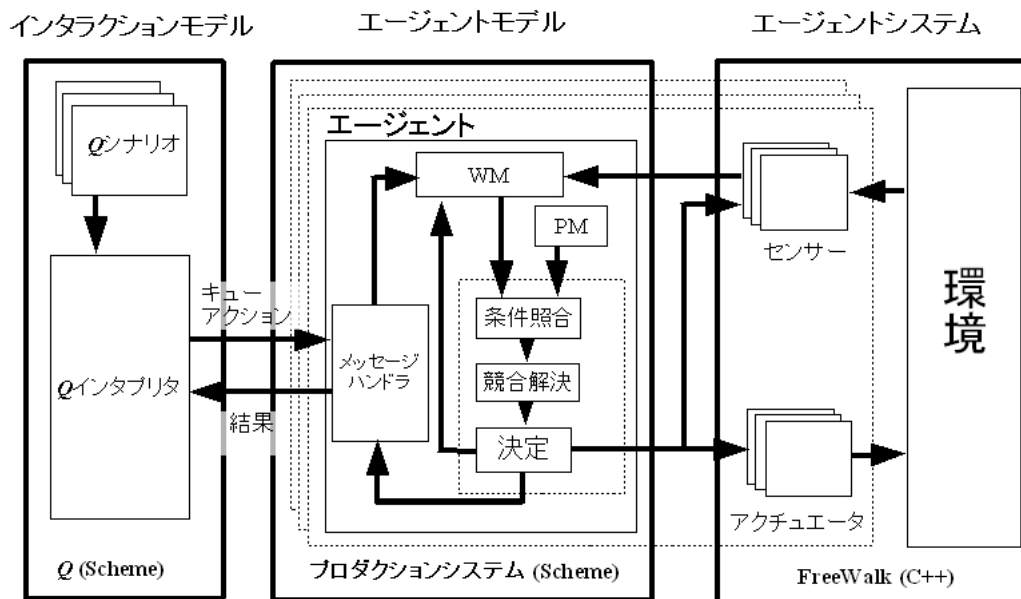 インタラクションモデル
エージェントモデル
エージェントシステム
Qシナリオ
Qインタプリタ
Q (Scheme)
キュー
アクション
結果
エージェント
WM
PM
条件照合
競合解決
決定
メッセージ
ハンドラ
プロダクションシステム (Scheme)
センサー
アクチュエータ
環境
FreeWalk (C++)